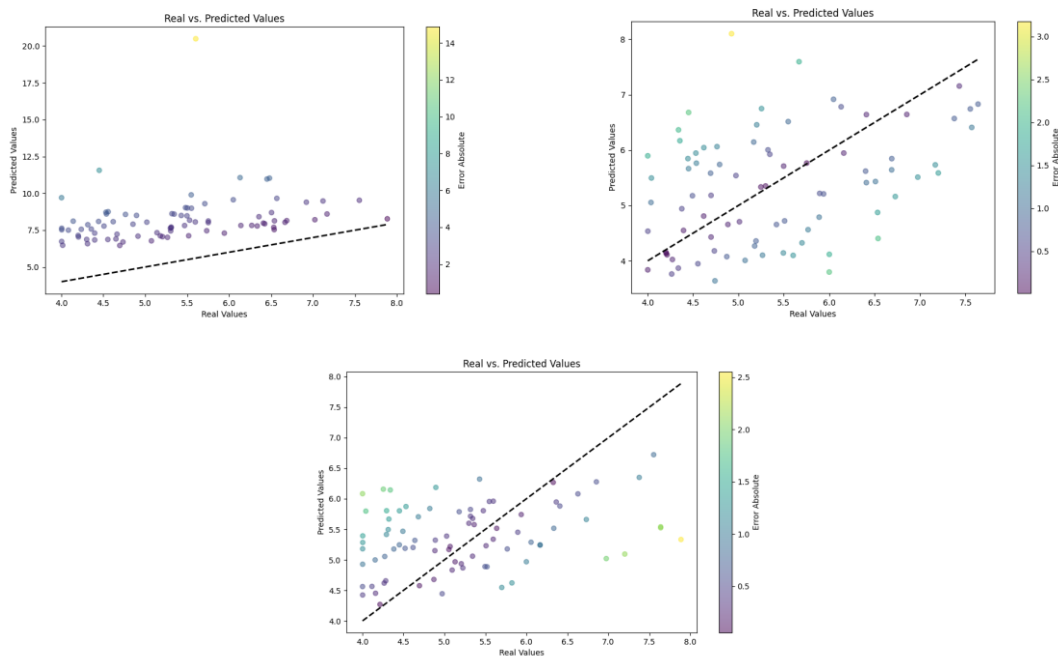 Real vs. Predicted Values
20.0
17.5
15.0
12.5
10.0
7.5
5.0
Predicted Values
4.0 4.5 5.0 5.5 6.0 6.5 7.0 7.5 8.0
Real Values
14
12
10
8
6
4
2
Error Absolute
Real vs. Predicted Values
8
7
6
5
4
Predicted Values
4.0 4.5 5.0 5.5 6.0 6.5 7.0 7.5
Real Values
3.0
2.5
2.0
1.5
1.0
0.5
Error Absolute
Real vs. Predicted Values
8.0
7.5
7.0
6.5
6.0
5.5
5.0
4.5
4.0
Predicted Values
4.0 4.5 5.0 5.5 6.0 6.5 7.0 7.5 8.0
Real Values
2.5
2.0
1.5
1.0
0.5
Error Absolute